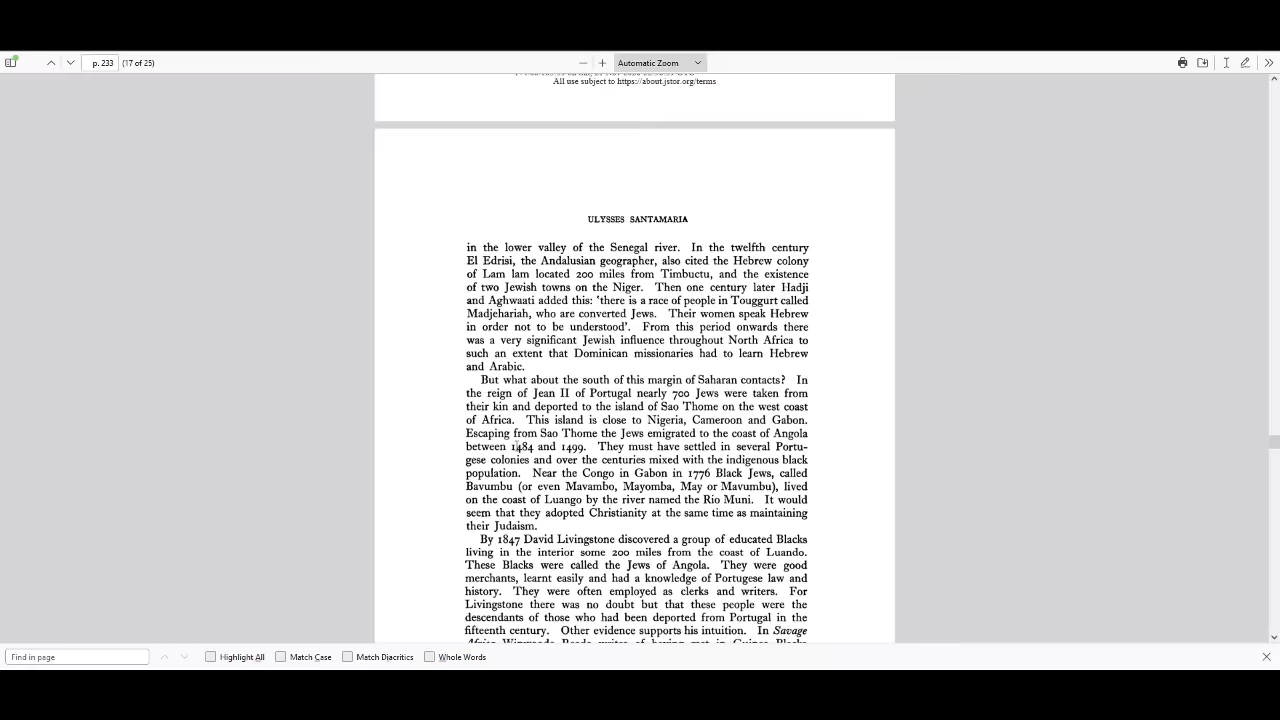 p. 233
(17 of 25)
Automatic Zoom
All use subject to https://about.jstor.org/terms
ULYSSES SANTAMARIA
in the lower valley of the Senegal river. In the twelfth century
El Edrisi, the Andalusian geographer, also cited the Hebrew colony
of Lam lam located 200 miles from Timbuctu, and the existence
of two Jewish towns on the Niger. Then one century later Hadji
and Aghwaati added this: 'there is a race of people in Touggurt called
Madjehariah, who are converted Jews. Their women speak Hebrew
in order not to be understood'. From this period onwards there
was a very significant Jewish influence throughout North Africa to
such an extent that Dominican missionaries had to learn Hebrew
and Arabic.
But what about the south of this margin of Saharan contacts? In
the reign of Jean II of Portugal nearly 700 Jews were taken from
their kin and deported to the island of Sao Thome on the west coast
of Africa. This island is close to Nigeria, Cameroon and Gabon.
Escaping from Sao Thome the Jews emigrated to the coast of Angola
between 1484 and 1499. They must have settled in several Portu-
gese colonies and over the centuries mixed with the indigenous black
population. Near the Congo in Gabon in 1776 Black Jews, called
Bavumbu (or even Mavambo, Mayomba, May or Mavumbu), lived
on the coast of Luango by the river named the Rio Muni. It would
seem that they adopted Christianity at the same time as maintaining
their Judaism.
By 1847 David Livingstone discovered a group of educated Blacks
living in the interior some 200 miles from the coast of Luando.
These Blacks were called the Jews of Angola. They were good
merchants, learnt easily and had a knowledge of Portugese law and
history. They were often employed as clerks and writers. For
Livingstone there was no doubt but that these people were the
descendants of those who had been deported from Portugal in the
fifteenth century. Other evidence supports his intuition. In Savage
Find in page
Highlight All
Match Case
Match Diacritics
Whole Words